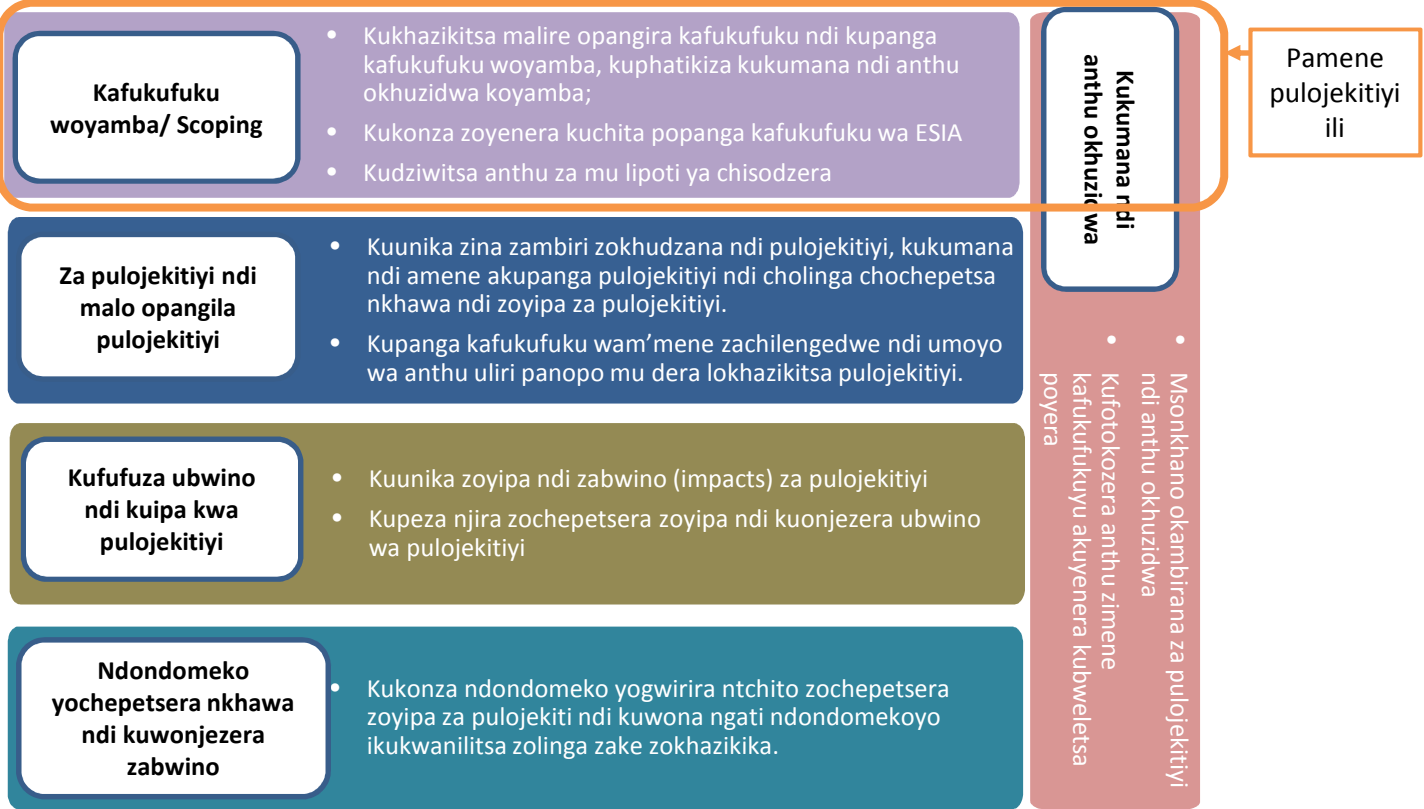 Kafukufuku
woyamba/ Scoping
• Kukhazikitsa malire opangira kafukufuku ndi kupanga
kafukufuku woyamba, kuphatikiza kukumana ndi anthu
okhuzidwa koyamba;
• Kukonza zoyenera kuchita popanga kafukufuku wa ESIA
• Kudziwitsa anthu za mu lipoti ya chisodzera
Za pulojekitiyi ndi
malo opangila
pulojekitiyi
• Kuunika zina zambiri zokhudzana ndi pulojekitiyi, kukumana
ndi amene akupanga pulojekitiyi ndi cholinga chochepetsa
nkhawa ndi zoyipa za pulojekitiyi.
• Kupanga kafukufuku wam’mene zachilengedwe ndi umoyo
wa anthu uliri panopo mu dera lokhazikitsa pulojekitiyi.
Kufufuza ubwino
ndi kuipa kwa
pulojekitiyi
• Kuunika zoyipa ndi zabwino (impacts) za pulojekitiyi
• Kupeza njira zochepetsera zoyipa ndi kuonjezera ubwino
wa pulojekitiyi
Ndondomeko
yochepetsera nkhawa
ndi kuwonjezera
zabwino
• Kukonza ndondomeko yogwirira ntchito zochepetsera
zoyipa za pulojekiti ndi kuwona ngati ndondomekoyo
ikukwanilitsa zolinga zake zokhazikika.
Kukumana ndi
anthu okhuzidwa
• Msonkhano okambirana za pulojekitiyi
ndi anthu okhuzidwa
• Kufotokozera anthu zimene
kafukufukuyu akuyenera kubweletsa
poyera
Pamene
pulojekitiyi
ili